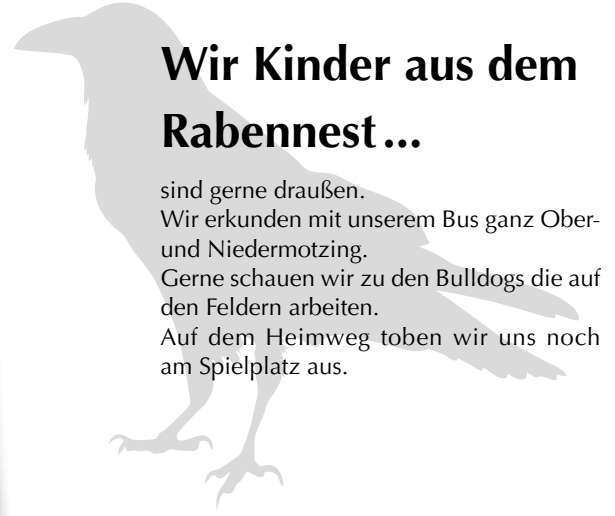 Wir Kinder aus dem
Rabennest...
sind gerne draußen.
Wir erkunden mit unserem Bus ganz Ober-
und Niedermotzing.
Gerne schauen wir zu den Bulldogs die auf
den Feldern arbeiten.
Auf dem Heimweg toben wir uns noch
am Spielplatz aus.